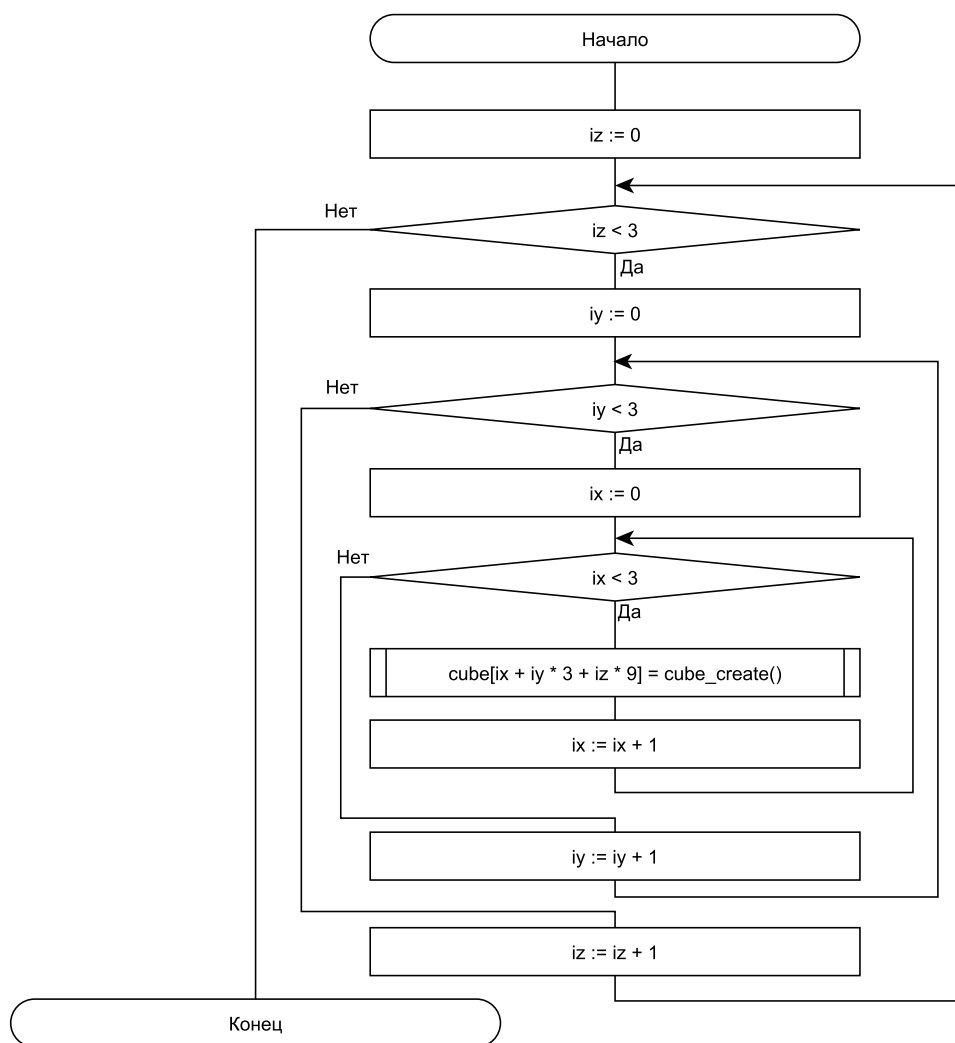 Начало
iz := 0
Нет
iz < 3
Да
iy := 0
Нет
iy < 3
Да
ix := 0
Нет
ix < 3
Да
cube[ix + iy * 3 + iz * 9] = cube_create()
ix := ix + 1
iy := iy + 1
iz := iz + 1
Конец